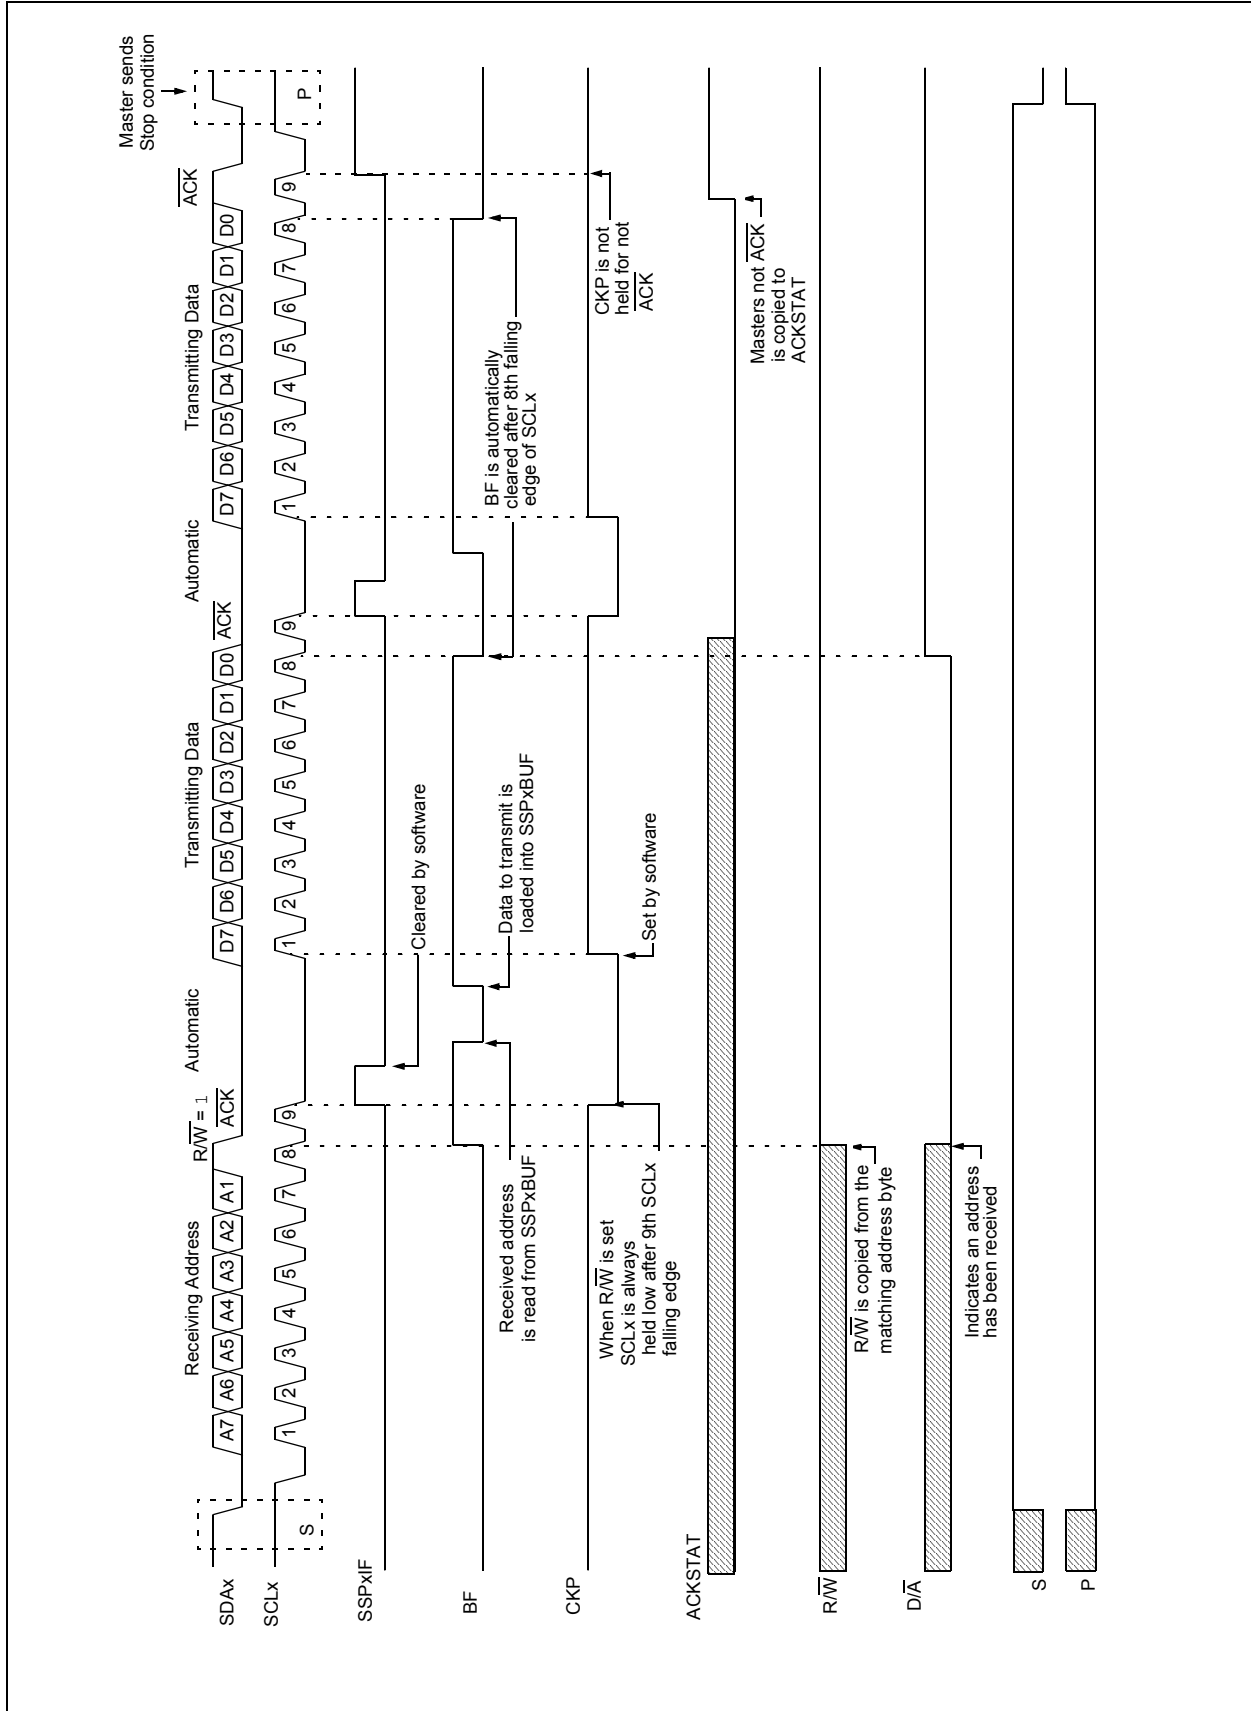 Master sends
Stop condition
Receiving Address
R/W = 1
ACK
Automatic
Transmitting Data
ACK
Automatic
Transmitting Data
ACK
SDAx
A7 A6 A5 A4 A3 A2 A1
D7 D6 D5 D4 D3 D2 D1 D0
D7 D6 D5 D4 D3 D2 D1 D0
SCLx
S
1 2 3 4 5 6 7 8 9
1 2 3 4 5 6 7 8 9
1 2 3 4 5 6 7 8 9
P
SSPxIF
Cleared by software
BF
Received address
is read from SSPxBUF
Data to transmit is
loaded into SSPxBUF
BF is automatically
cleared after 8th falling
edge of SCLx
CKP
When R/W is set
SCLx is always
held low after 9th SCLx
falling edge
Set by software
CKP is not
held for not
ACK
ACKSTAT
Masters not ACK
is copied to
ACKSTAT
R/W
R/W is copied from the
matching address byte
D/A
Indicates an address
has been received
S
P